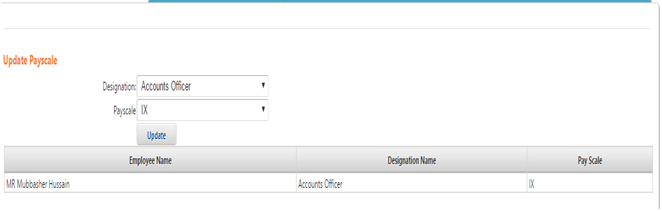 Update Payscale
Designation: Accounts Officer
Payscale IX
Update
Employee Name Designation Name Pay Scale
MR Mubbasher Hussain Accounts Officer IX